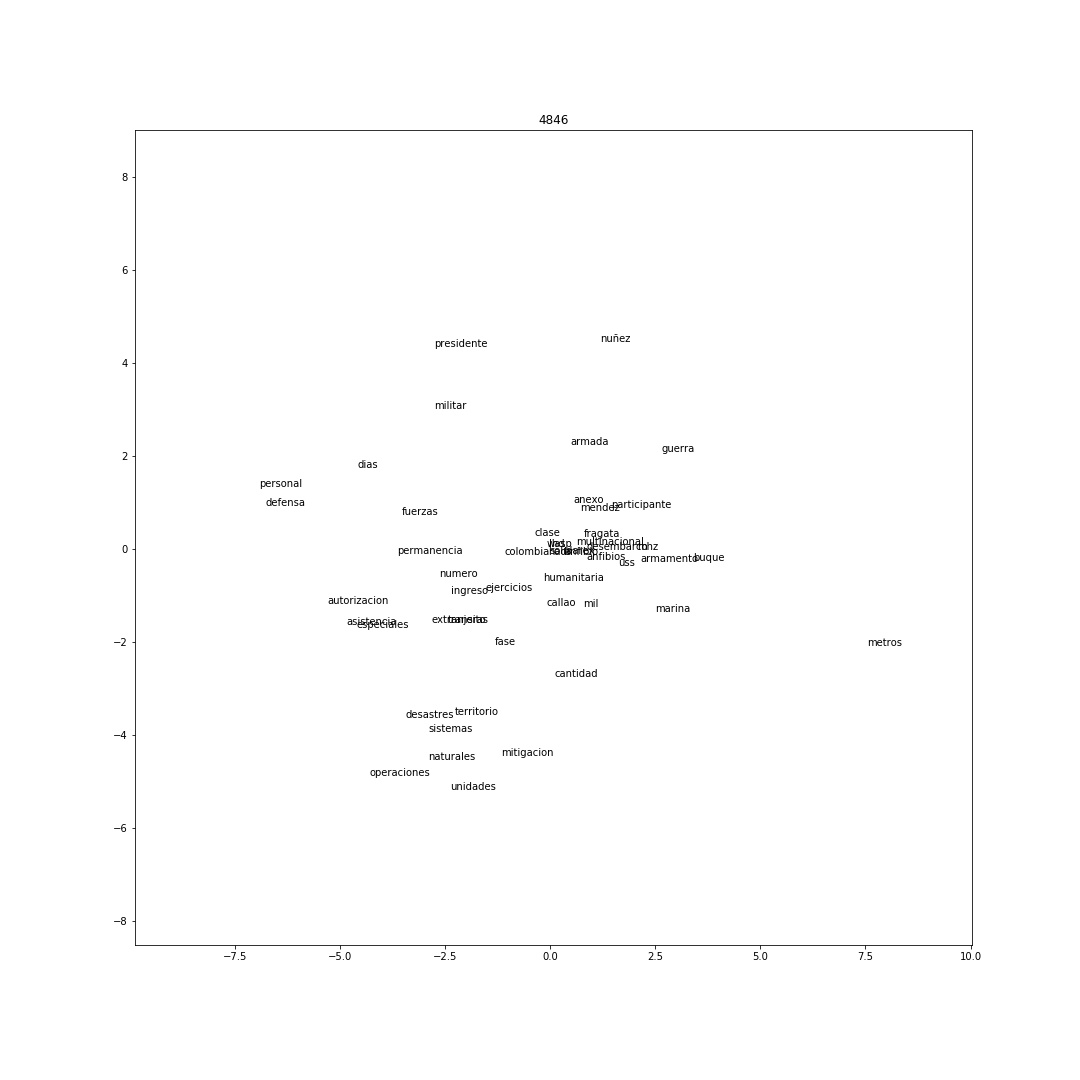 4846
8
6
4
2
0
−2
−4
−6
−8
nuñez
presidente
militar
armada
guerra
dias
personal
defensa
anexo
participante
mendez
fuerzas
clase
fragata
multinacional
desembarco
permanencia
anfibios
armamento
buque
uss
numero
humanitaria
ejercicios
ingreso
autorizacion
callao
mil
marina
asistencia
especiales
fase
metros
cantidad
territorio
desastres
sistemas
mitigacion
naturales
operaciones
unidades
−7.5 −5.0 −2.5 0.0 2.5 5.0 7.5 10.0